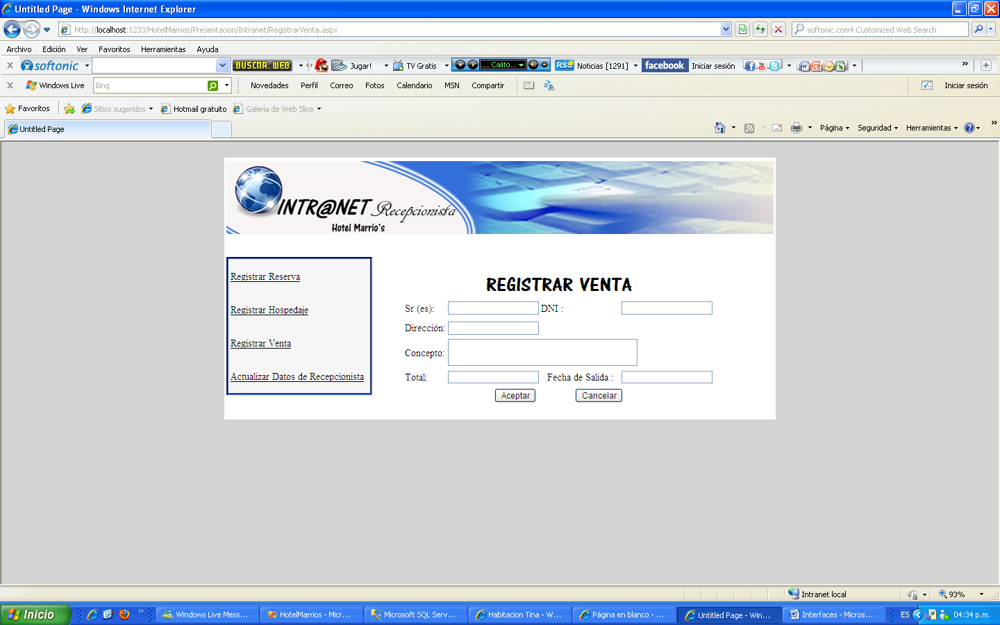 Untitled Page - Windows Internet Explorer
http://localhost:1233/HotelMarrios/Presentacion/Intranet/RegistrarVenta.aspx
softonic.com4 Customized Web Search
Archivo Edición Ver Favoritos Herramientas Ayuda
softonic BUSCAR WEB Jugar! TV Gratis ..... Califo... RSS Noticias [1291] facebook Iniciar sesión
Windows Live Bing Novedades Perfil Correo Fotos Calendario MSN Compartir Iniciar sesión
Favoritos Sitios sugeridos Hotmail gratuito Galería de Web Slice
Untitled Page Página Seguridad Herramientas
INTR@NET Recepcionista
Hotel Marrio's
Registrar Reserva
Registrar Hospedaje
Registrar Venta
Actualizar Datos de Recepcionista
REGISTRAR VENTA
Sr (es): DNI :
Dirección:
Concepto:
Total: Fecha de Salida :
Aceptar Cancelar
Intranet local 93%
Inicio Windows Live Mess... HotelMarrios - Micr... Microsoft SQL Serv... Habitacion Tina - W... Página en blanco - ... Untitled Page - Win... Interfaces - Micros... ES 04:34 p.m.